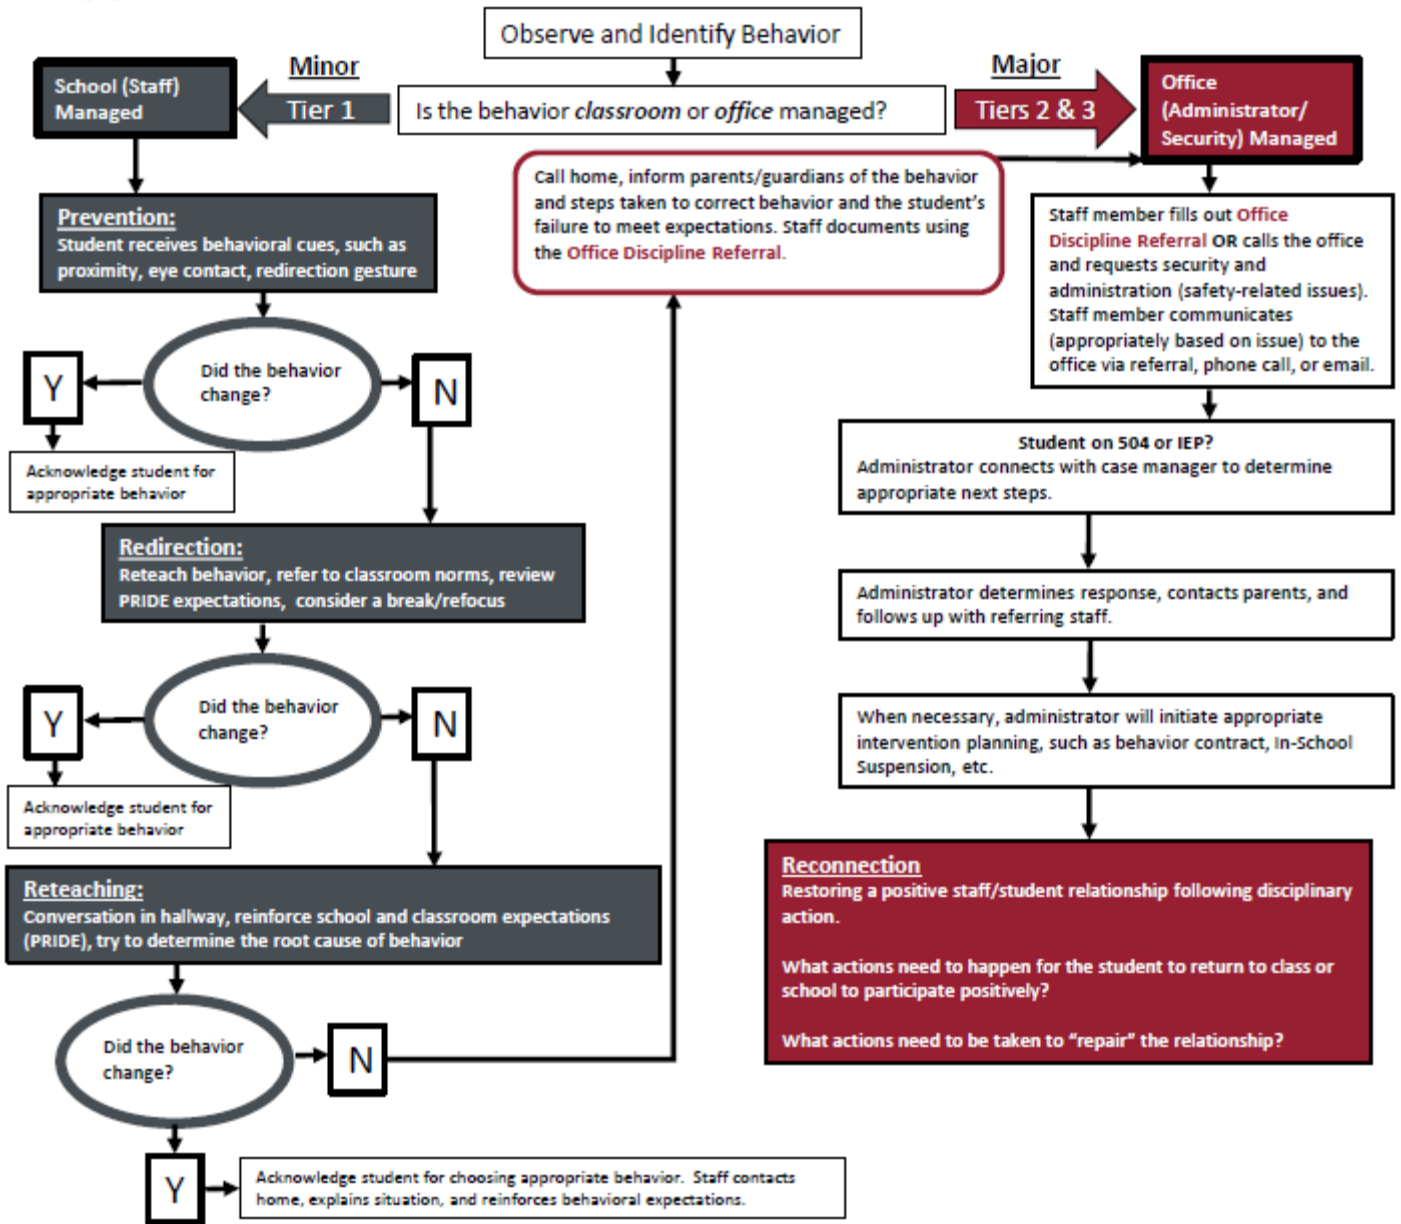 Observe and Identify Behavior
Minor
Major
School (Staff)
Managed
Tier 1
Is the behavior classroom or office managed?
Tiers 2 & 3
Office
(Administrator/
Security) Managed
Call home, inform parents/guardians of the behavior
and steps taken to correct behavior and the student's
failure to meet expectations. Staff documents using
the Office Discipline Referral.
Prevention:
Student receives behavioral cues, such as
proximity, eye contact, redirection gesture
Staff member fills out Office
Discipline Referral OR calls the office
and requests security and
administration (safety-related issues).
Staff member communicates
(appropriately based on issue) to the
office via referral, phone call, or email.
Did the behavior
change?
Y
N
Acknowledge student for
appropriate behavior
Student on 504 or IEP?
Administrator connects with case manager to determine
appropriate next steps.
Redirection:
Reteach behavior, refer to classroom norms, review
PRIDE expectations, consider a break/refocus
Administrator determines response, contacts parents, and
follows up with referring staff.
Did the behavior
change?
Y
N
Acknowledge student for
appropriate behavior
When necessary, administrator will initiate appropriate
intervention planning, such as behavior contract, In-School
Suspension, etc.
Reteaching:
Conversation in hallway, reinforce school and classroom expectations
(PRIDE), try to determine the root cause of behavior
Reconnection
Restoring a positive staff/student relationship following disciplinary
action.
What actions need to happen for the student to return to class or
school to participate positively?
What actions need to be taken to "repair" the relationship?
Did the behavior
change?
N
Y
Acknowledge student for choosing appropriate behavior. Staff contacts
home, explains situation, and reinforces behavioral expectations.